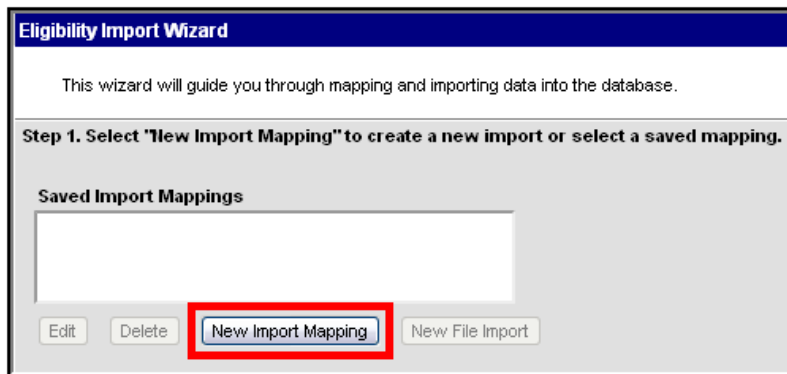 Eligibility Import Wizard
This wizard will guide you through mapping and importing data into the database.
Step 1. Select "New Import Mapping" to create a new import or select a saved mapping.
Saved Import Mappings
Edit Delete New Import Mapping New File Import